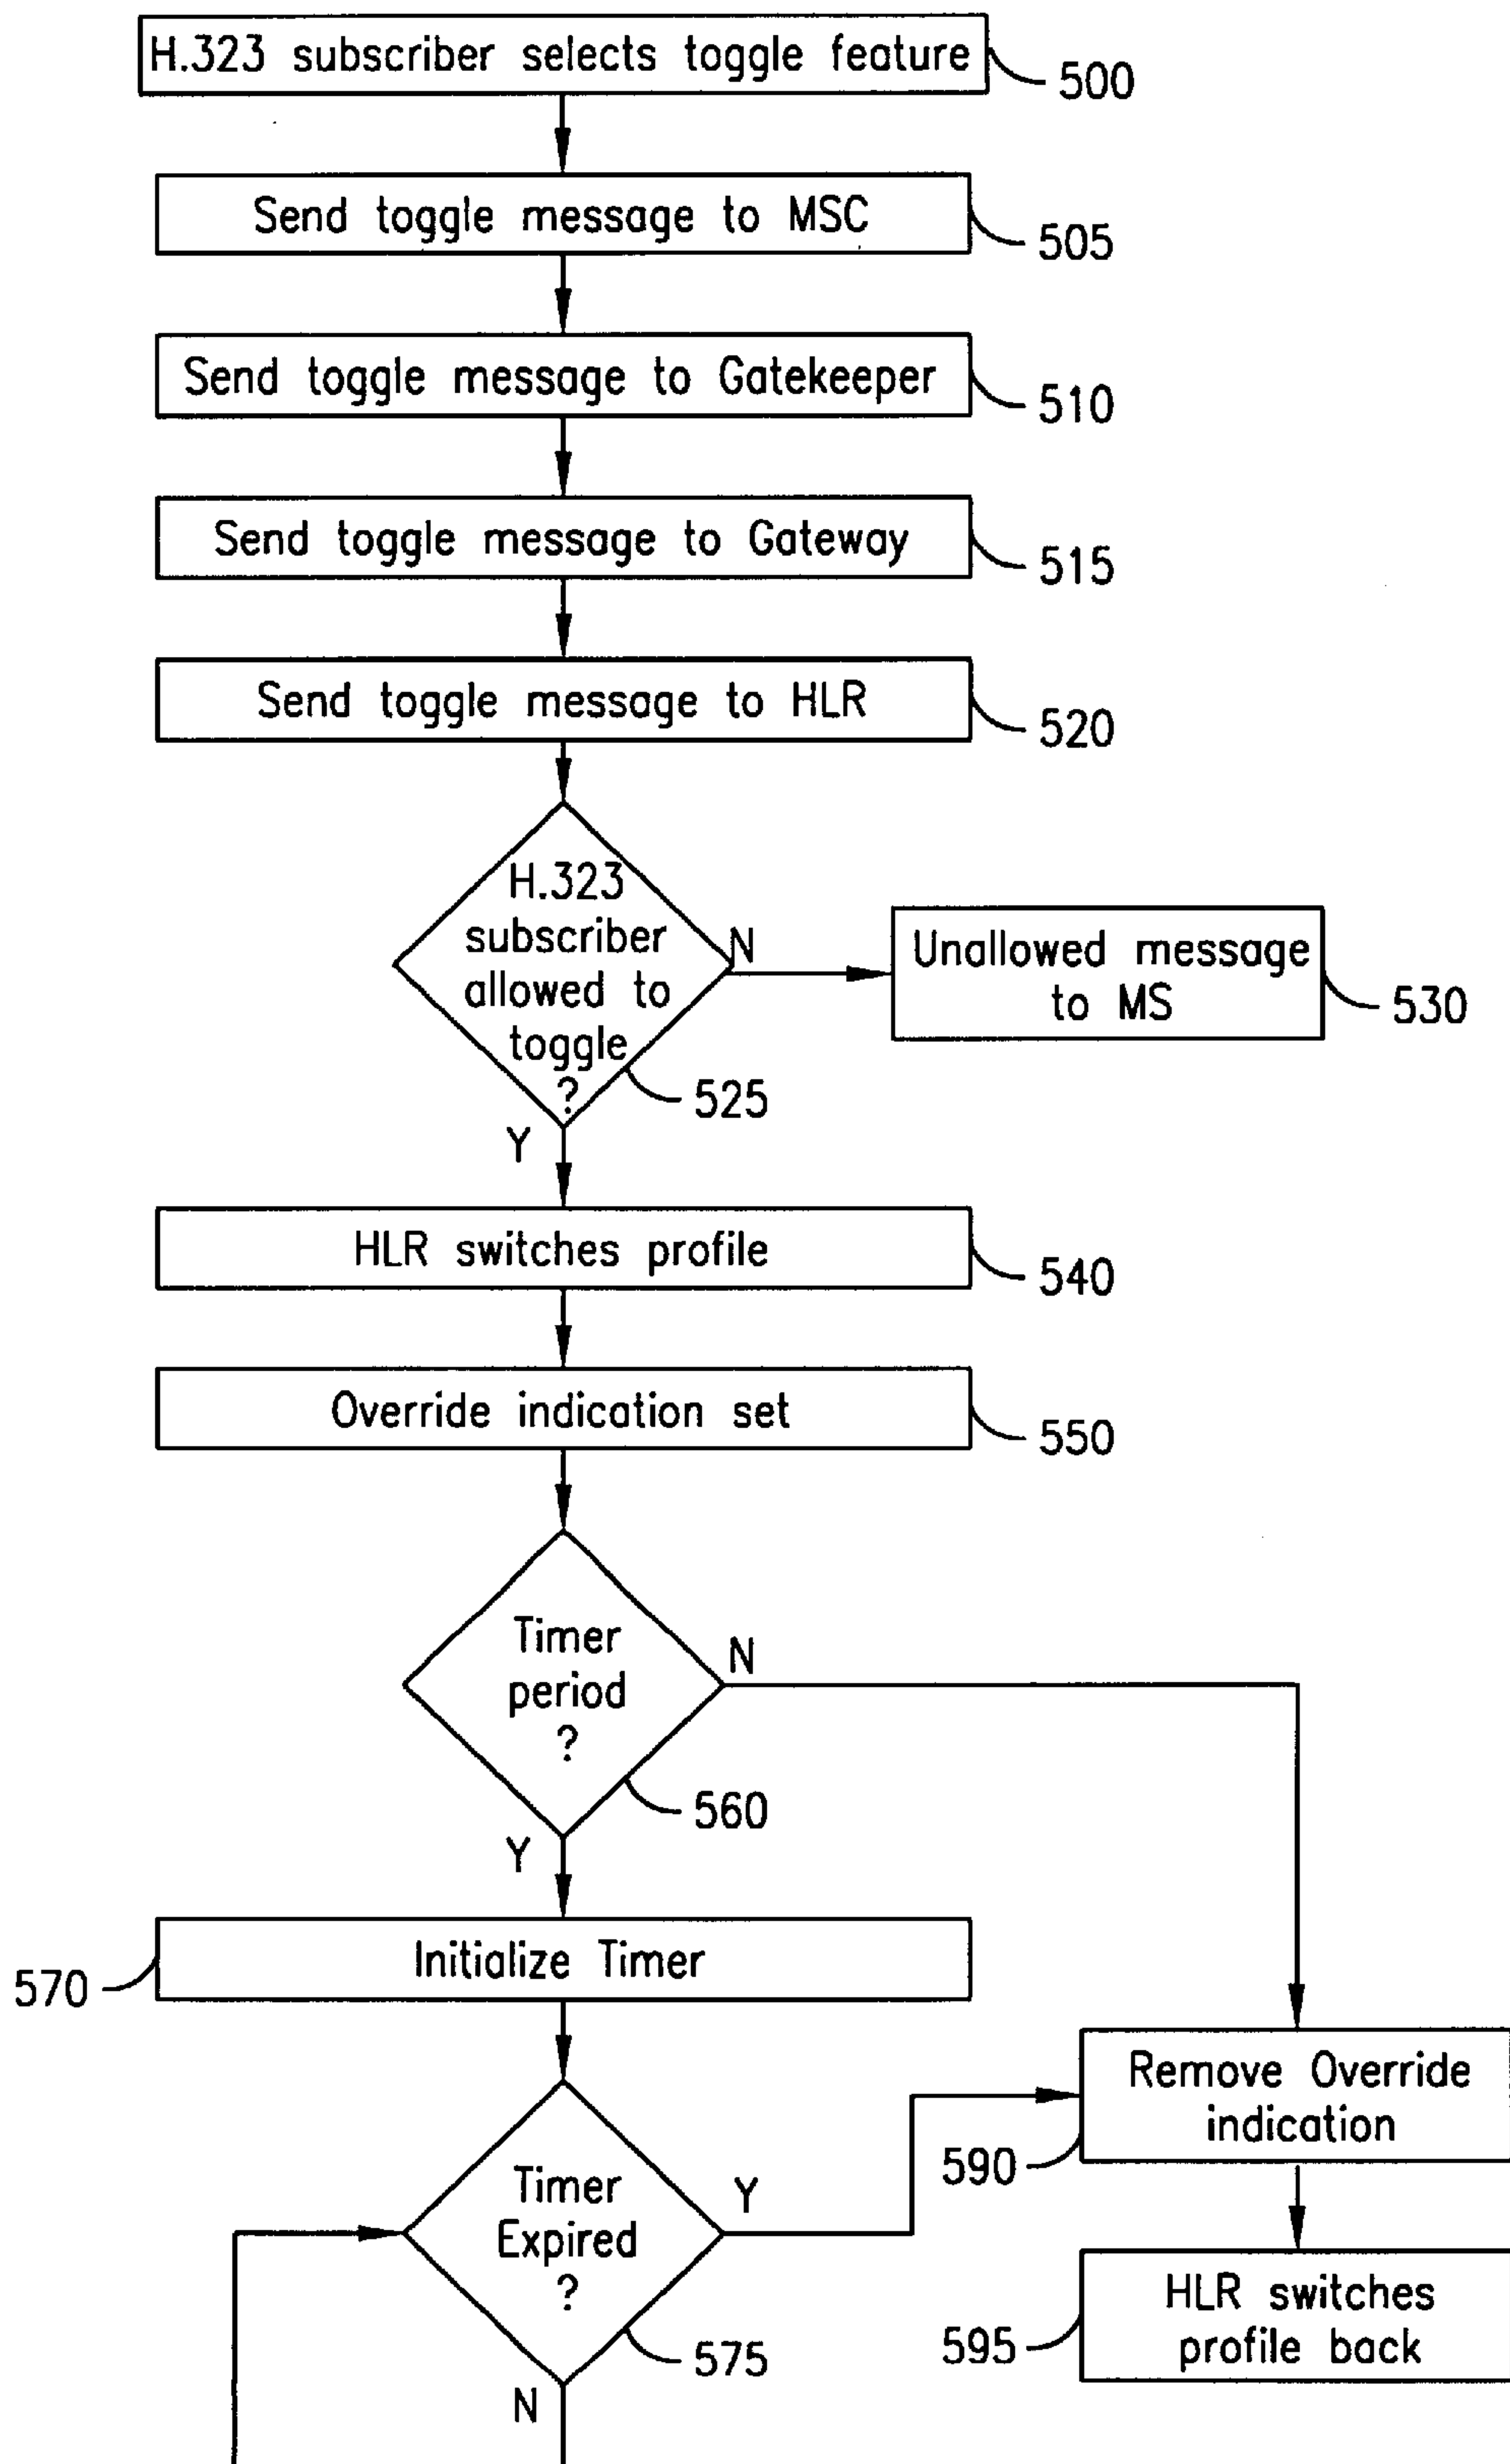 H.323 subscriber selects toggle feature
500
Send toggle message to MSC
505
Send toggle message to Gatekeeper
510
Send toggle message to Gateway
515
Send toggle message to HLR
520
H.323
subscriber
allowed to
toggle
?
N
525
Y
Unallowed message
to MS
530
HLR switches profile
540
Override indication set
550
Timer
period
?
N
560
Y
Initialize Timer
570
Timer
Expired
?
Y
575
N
Remove Override
indication
590
HLR switches
profile back
595